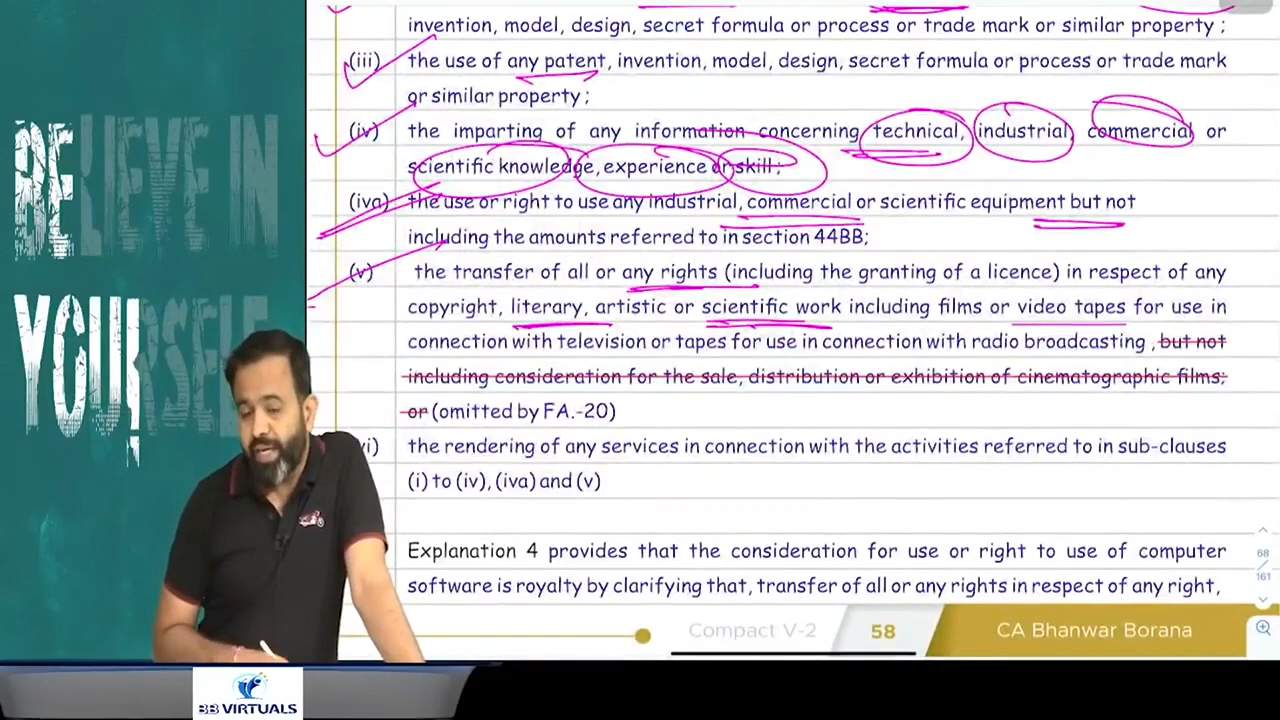 BELIEVE IN
YOURSELF
invention, model, design, secret formula or process or trade mark or similar property ;
(iii) the use of any patent, invention, model, design, secret formula or process or trade mark
or similar property ;
(iv) the imparting of any information concerning technical, industrial, commercial or
scientific knowledge, experience or skill ;
(iva) the use or right to use any industrial, commercial or scientific equipment but not
including the amounts referred to in section 44BB;
(v) the transfer of all or any rights (including the granting of a licence) in respect of any
copyright, literary, artistic or scientific work including films or video tapes for use in
connection with television or tapes for use in connection with radio broadcasting , but not
including consideration for the sale, distribution or exhibition of cinematographic films;
or (omitted by FA.-20)
vi) the rendering of any services in connection with the activities referred to in sub-clauses
(i) to (iv), (iva) and (v)
Explanation 4 provides that the consideration for use or right to use of computer
software is royalty by clarifying that, transfer of all or any rights in respect of any right,
68
/
161
Compact V-2 58 CA Bhanwar Borana
BB VIRTUALS